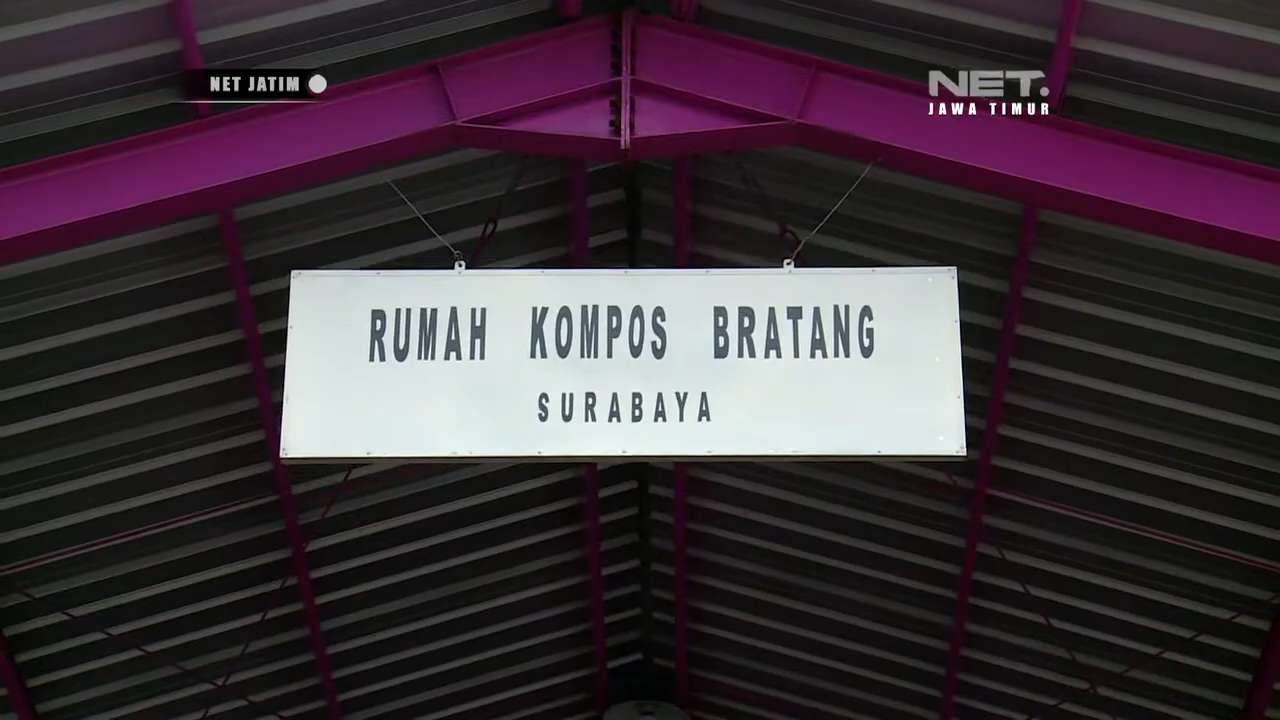 NET JATIM
NET.
JAWA TIMUR
RUMAH KOMPOS BRATANG
SURABAYA